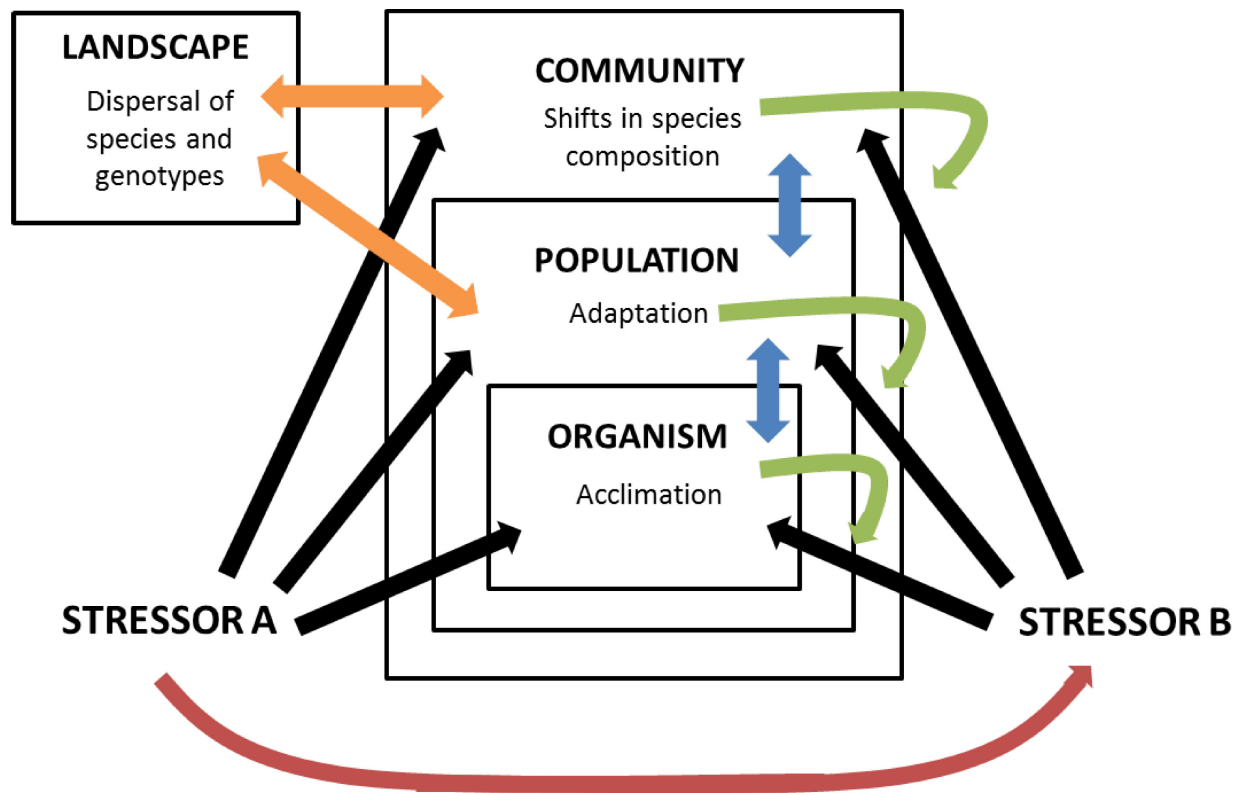 LANDSCAPE
Dispersal of
species and
genotypes
COMMUNITY
Shifts in species
composition
POPULATION
Adaptation
ORGANISM
Acclimation
STRESSOR A
STRESSOR B